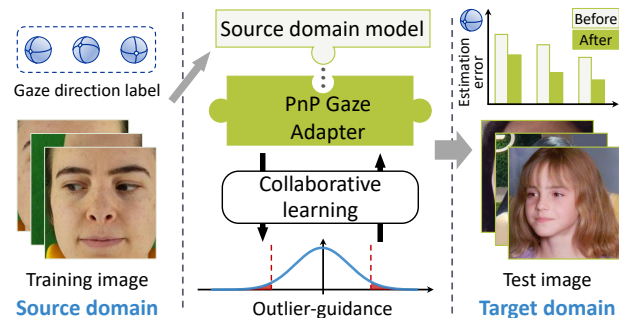 Gaze direction label
Training image
Source domain
Source domain model
PnP Gaze
Adapter
Collaborative
learning
Outlier-guidance
Estimation
error
Before
After
Test image
Target domain